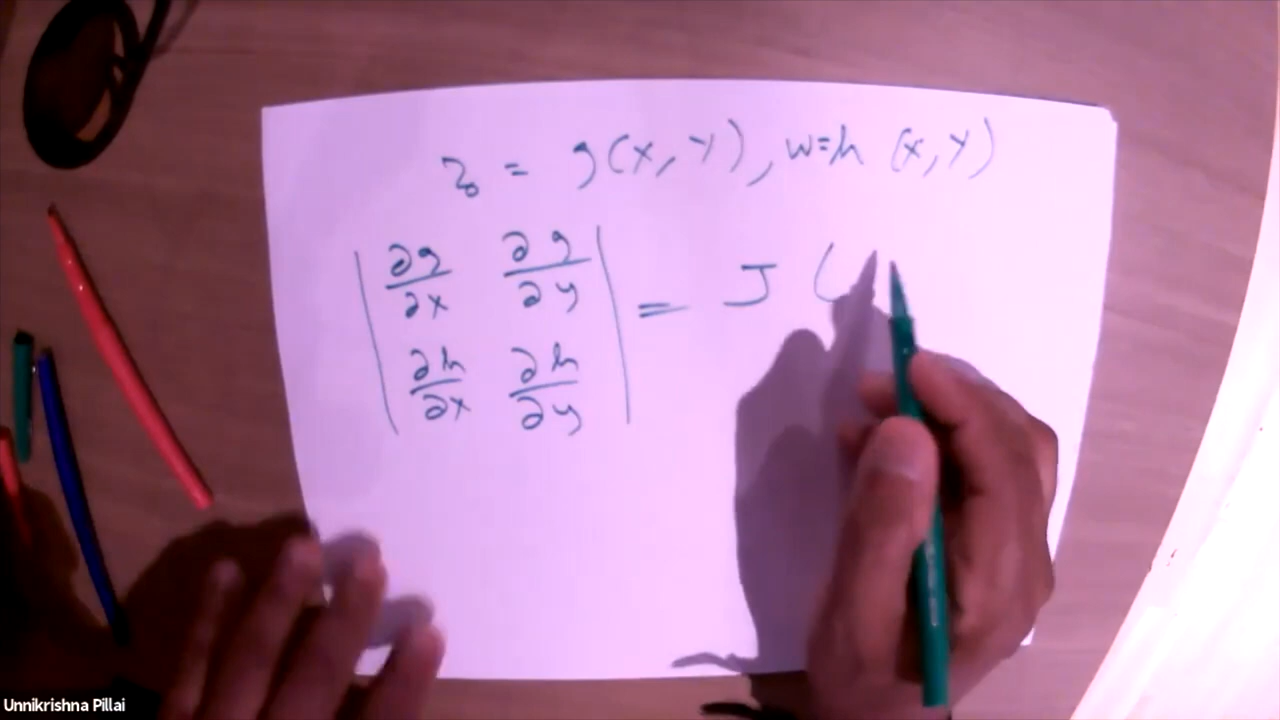 z = g(x, y), w=h (x, y)
| ∂g/∂x ∂g/∂y | = J (
| ∂h/∂x ∂h/∂y |
Unnikrishna Pillai